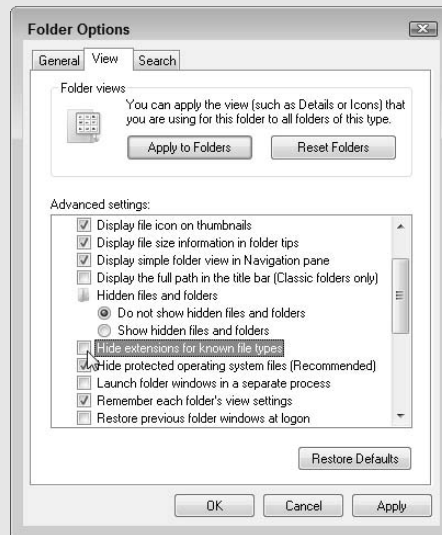 Folder Options
General View Search
Folder views
You can apply the view (such as Details or Icons) that
you are using for this folder to all folders of this type.
Apply to Folders Reset Folders
Advanced settings:
Display file icon on thumbnails
Display file size information in folder tips
Display simple folder view in Navigation pane
Display the full path in the title bar (Classic folders only)
Hidden files and folders
Do not show hidden files and folders
Show hidden files and folders
Hide extensions for known file types
Hide protected operating system files (Recommended)
Launch folder windows in a separate process
Remember each folder's view settings
Restore previous folder windows at logon
Restore Defaults
OK Cancel Apply